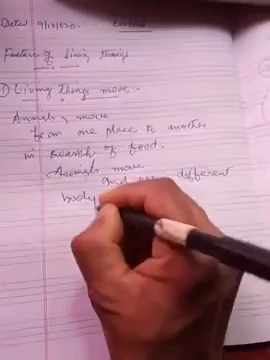 Dated 9/10/2020.
Feature of living things
① Living things move -
Animals move
from one place to another
in search of food.
Animals move
and different
body